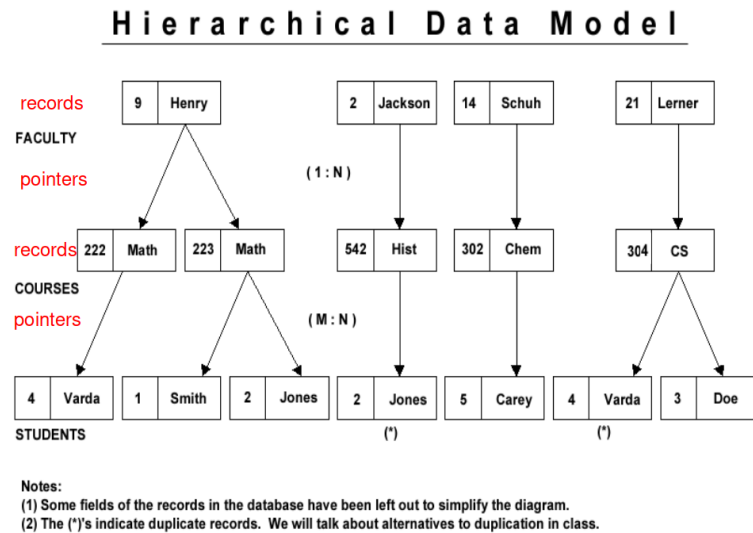 Hierarchical Data Model
records 9 Henry 2 Jackson 14 Schuh 21 Lerner
FACULTY
pointers (1:N)
records 222 Math 223 Math 542 Hist 302 Chem 304 CS
COURSES
pointers (M:N)
4 Varda 1 Smith 2 Jones 2 Jones 5 Carey 4 Varda 3 Doe
STUDENTS (*) (*)
Notes:
(1) Some fields of the records in the database have been left out to simplify the diagram.
(2) The (*)'s indicate duplicate records. We will talk about alternatives to duplication in class.